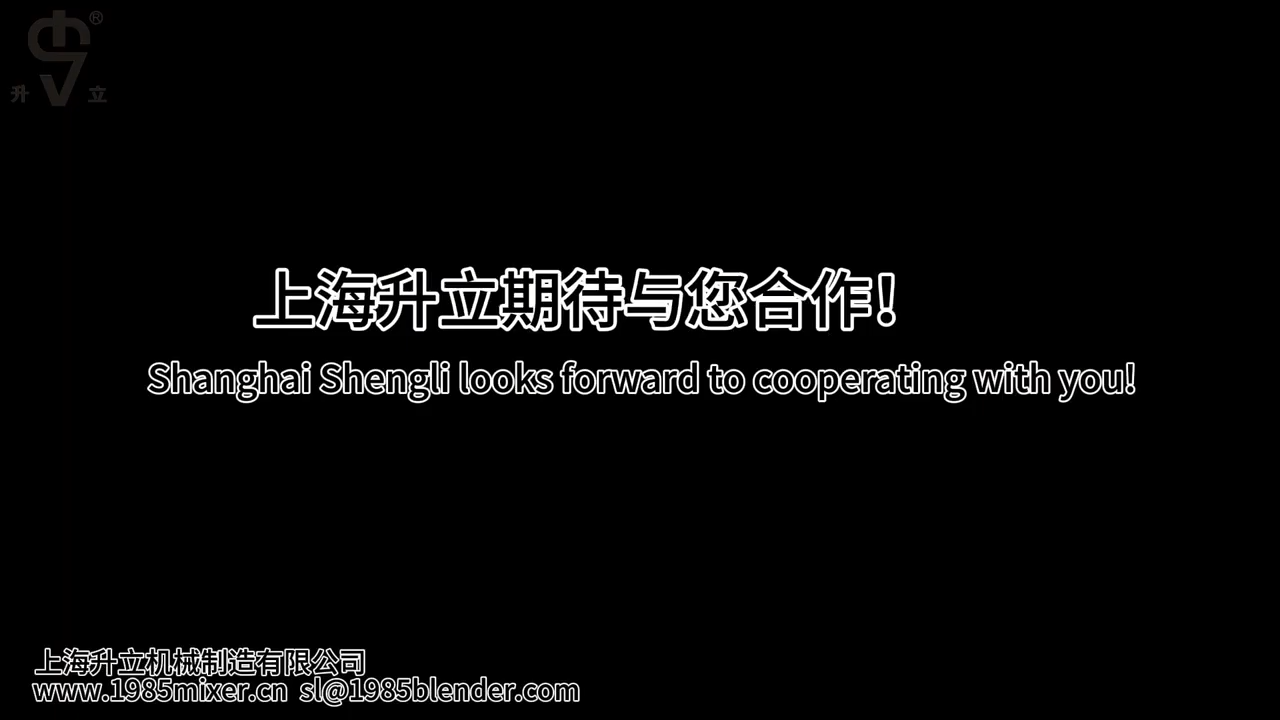 ®
升 立
上海升立期待与您合作!
Shanghai Shengli looks forward to cooperating with you!
上海升立机械制造有限公司
www.1985mixer.cn sl@1985blender.com